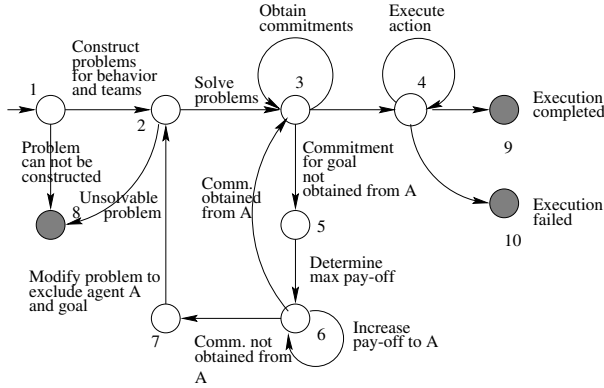 Obtain
commitments
Execute
action
Construct
problems
for behavior
and teams
Solve
problems
1
2
3
4
Execution
completed
9
Problem
can not be
constructed
Commitment
for goal
not
obtained from A
Unsolvable
problem
8
Comm.
obtained
from A
5
Execution
failed
10
Determine
max pay-off
Modify problem to
exclude agent A
and goal
7
Comm. not
obtained from
A
6
Increase
pay-off to A